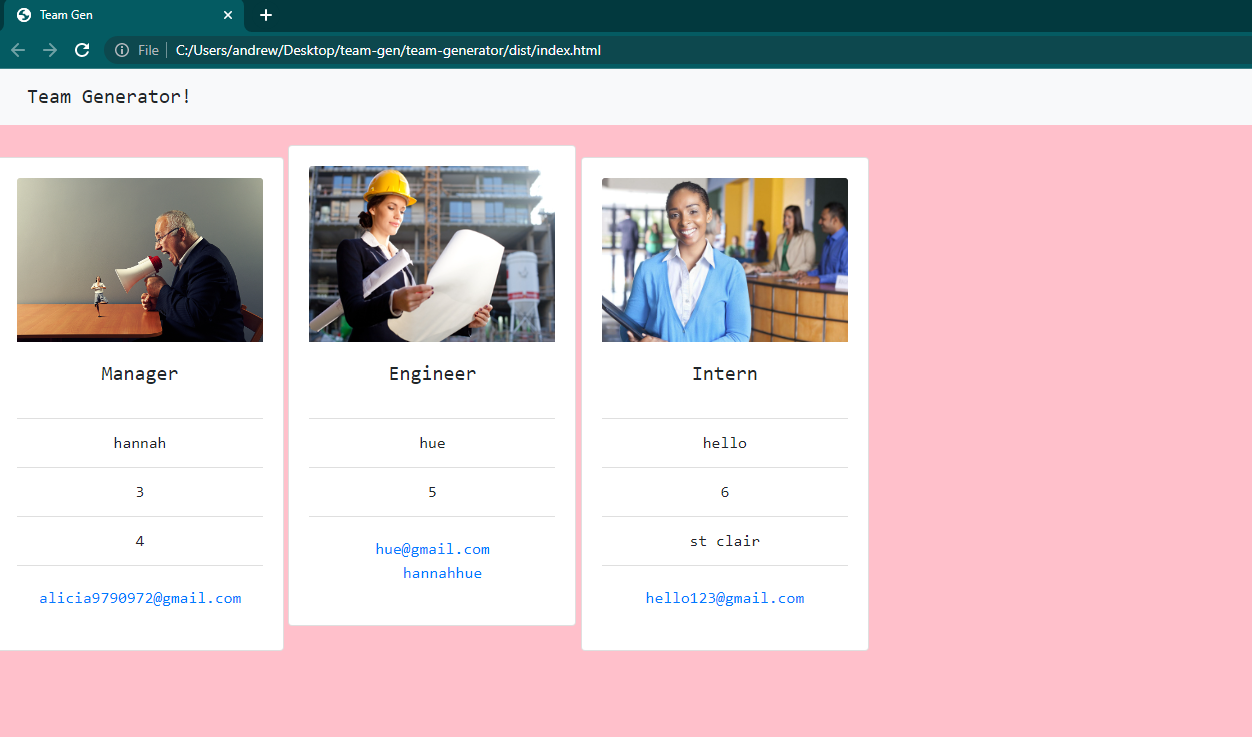 Team Gen
File
C:/Users/andrew/Desktop/team-gen/team-generator/dist/index.html
Team Generator!
Manager
hannah
3
4
alicia9790972@gmail.com
Engineer
hue
5
hue@gmail.com
hannahhue
Intern
hello
6
st clair
hello123@gmail.com